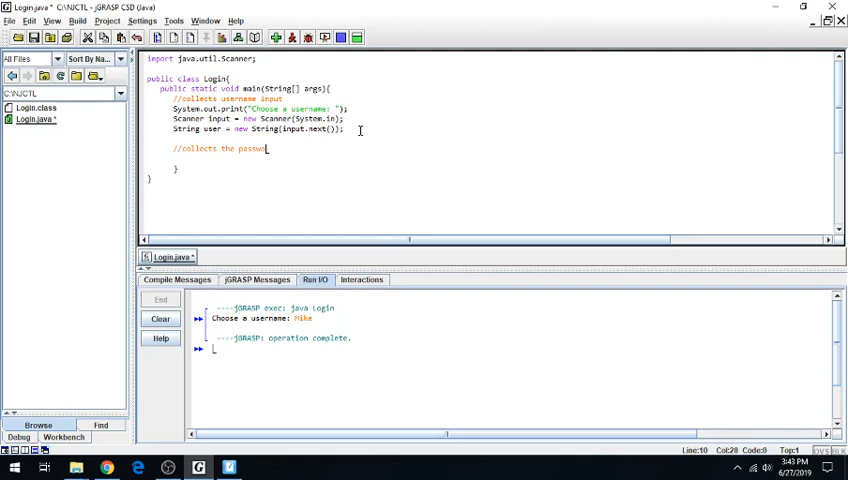 Login.java * C:\NJCTL - jGRASP CSD (Java)
File Edit View Build Project Settings Tools Window Help
All Files Sort By Na...
C:\NJCTL
Login.class
Login.java *
import java.util.Scanner;
public class Login{
public static void main(String[] args){
//collects username input
System.out.print("Choose a username: ");
Scanner input = new Scanner(System.in);
String user = new String(input.next());
//collects the passwo
}
}
Login.java *
Compile Messages jGRASP Messages Run I/O Interactions
End
Clear
Help
----jGRASP exec: java Login
Choose a username: Mike
----jGRASP: operation complete.
Browse Find
Debug Workbench
Line:10 Col:28 Code:0 Top:1 OVS BLK
3:43 PM
6/27/2019